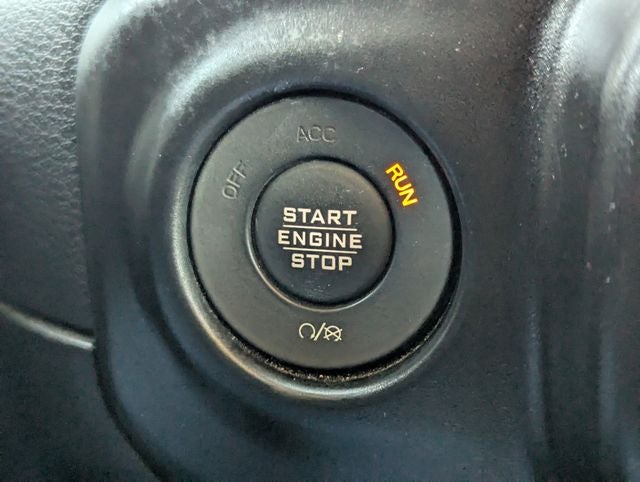 ACC
OFF
RUN
START
ENGINE
STOP